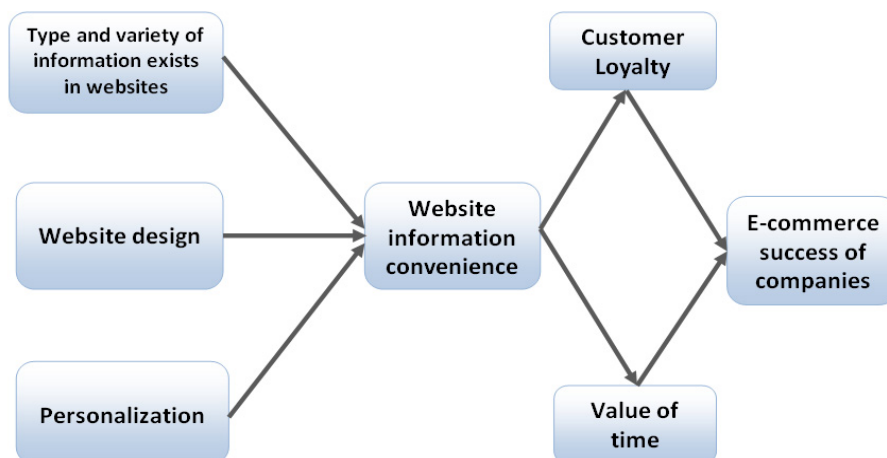 Type and variety of
information exists
in websites
Website design
Personalization
Website
information
convenience
Customer
Loyalty
Value of
time
E-commerce
success of
companies